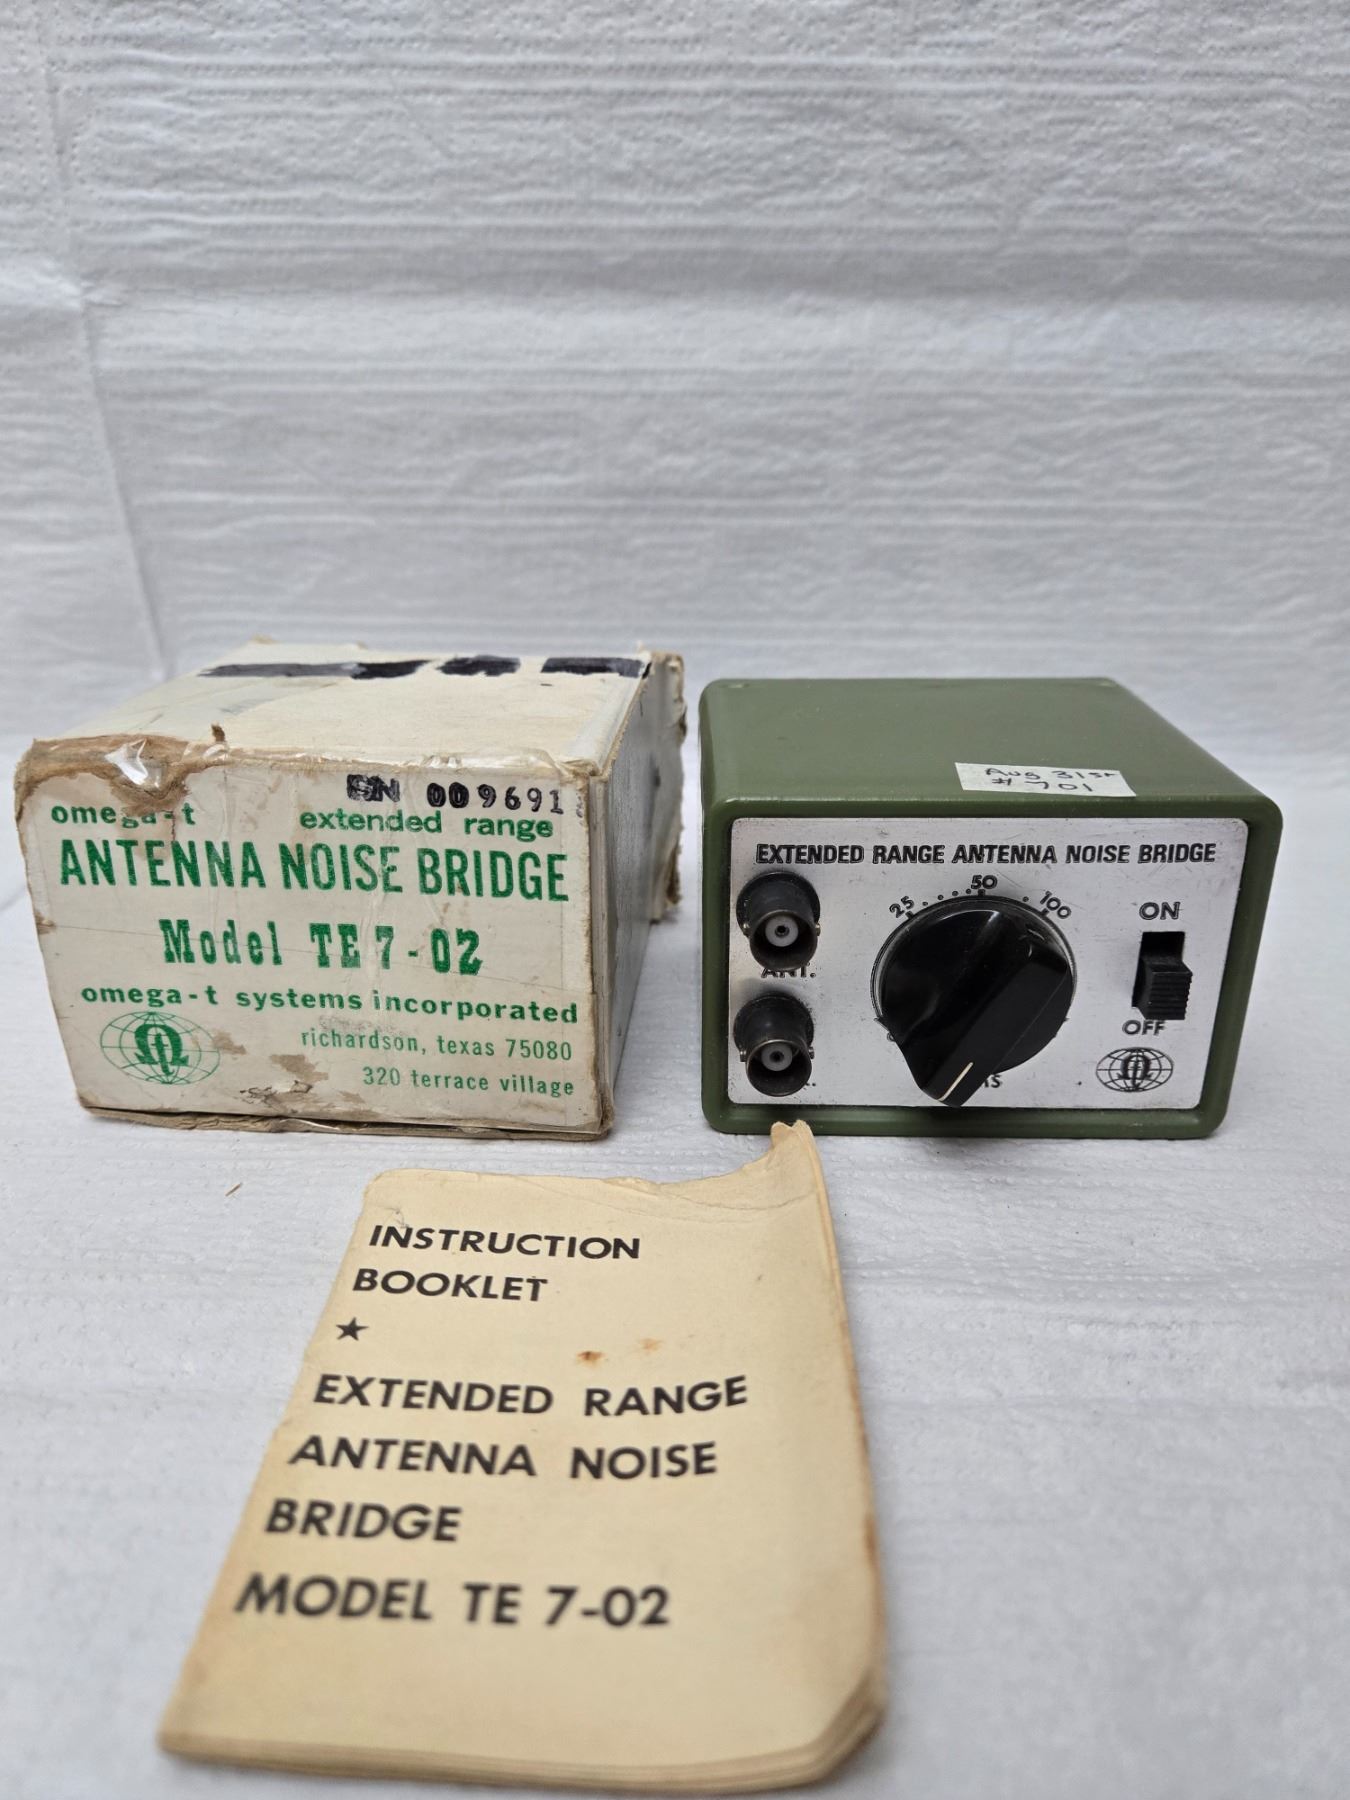 SN 009691
omega-t
extended range
ANTENNA NOISE BRIDGE
Model TE 7-02
omega-t systems incorporated
richardson, texas 75080
320 terrace village
Aug 31st
# 701
EXTENDED RANGE ANTENNA NOISE BRIDGE
25
50
100
ANT.
ON
OFF
INSTRUCTION
BOOKLET
★
EXTENDED RANGE
ANTENNA NOISE
BRIDGE
MODEL TE 7-02